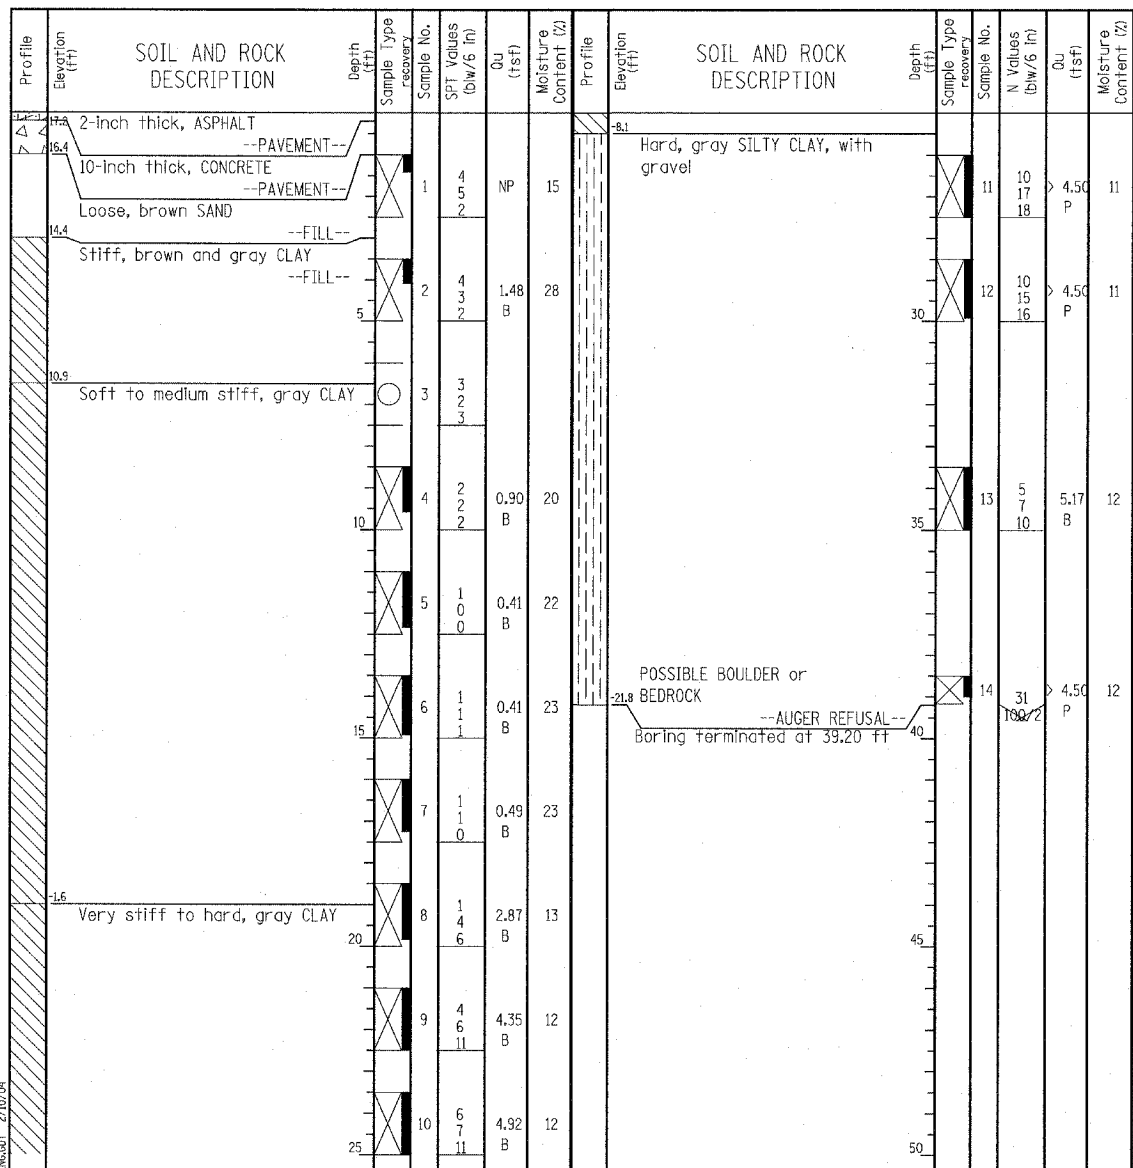 Profile
Elevation (ft)
SOIL AND ROCK
DESCRIPTION
Depth (ft)
Sample Type
recovery
Sample No.
SPT Values
(blw/6 in)
Qu
(tsf)
Moisture
Content (%)
2-inch thick, ASPHALT
--PAVEMENT--
16.4
10-inch thick, CONCRETE
--PAVEMENT--
1
4
5
2
NP
15
Loose, brown SAND
--FILL--
14.4
Stiff, brown and gray CLAY
--FILL--
2
4
3
2
1.48
B
28
5
10.9
Soft to medium stiff, gray CLAY
3
3
2
3
4
2
2
2
0.90
B
20
10
5
1
0
0
0.41
B
22
6
1
1
1
0.41
B
23
15
7
1
1
0
0.49
B
23
-1.6
Very stiff to hard, gray CLAY
8
1
4
6
2.87
B
13
20
9
4
6
11
4.35
B
12
10
6
7
11
4.92
B
12
25
Profile
Elevation (ft)
SOIL AND ROCK
DESCRIPTION
Depth (ft)
Sample Type
recovery
Sample No.
N Values
(blw/6 in)
Qu
(tsf)
Moisture
Content (%)
-8.1
Hard, gray SILTY CLAY, with
gravel
11
10
17
18
> 4.50
P
11
12
10
15
16
> 4.50
P
11
30
13
5
7
10
5.17
B
12
35
POSSIBLE BOULDER or
-21.8 BEDROCK
14
31
100/2
> 4.50
P
12
--AUGER REFUSAL--
Boring terminated at 39.20 ft
40
45
50